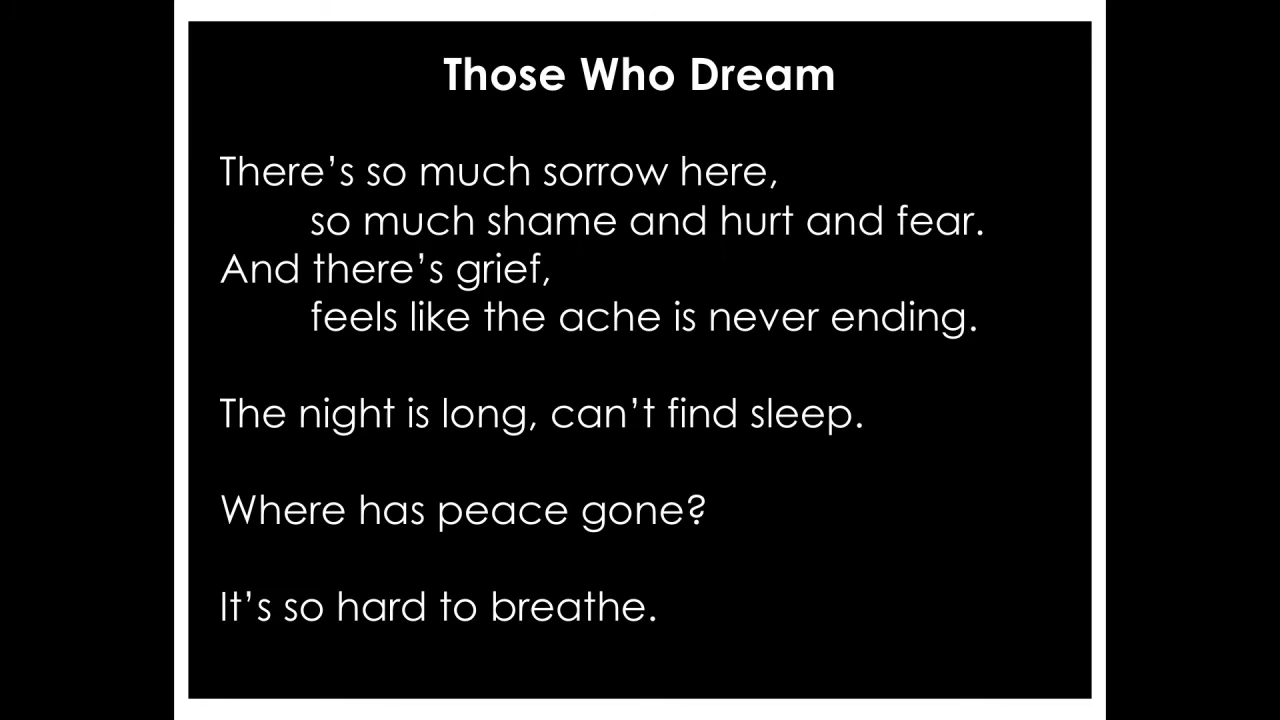 Those Who Dream
There’s so much sorrow here,
so much shame and hurt and fear.
And there’s grief,
feels like the ache is never ending.
The night is long, can’t find sleep.
Where has peace gone?
It’s so hard to breathe.